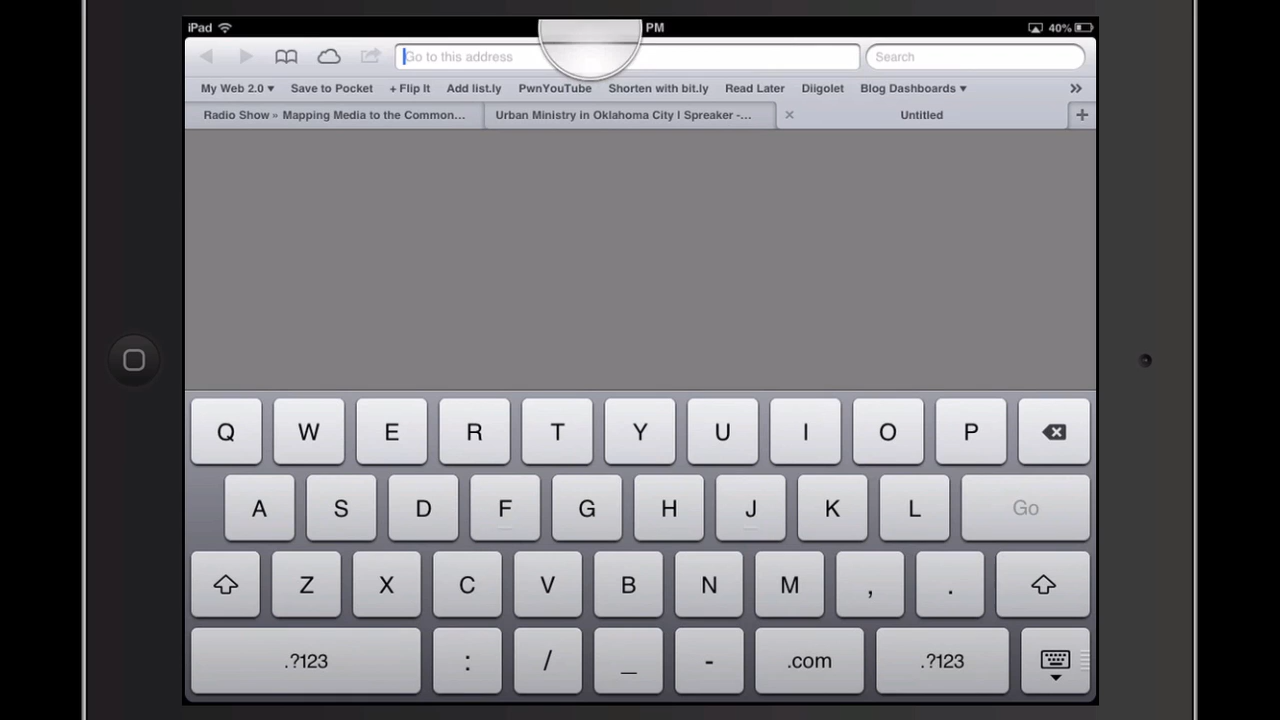 iPad PM 40%
Go to this address Search
My Web 2.0 ▾ Save to Pocket + Flip It Add list.ly PwnYouTube Shorten with bit.ly Read Later Diigolet Blog Dashboards ▾ »
Radio Show » Mapping Media to the Common... Urban Ministry in Oklahoma City | Spreaker -... × Untitled +
Q W E R T Y U I O P
A S D F G H J K L Go
Z X C V B N M , .
.?123 : / _ - .com .?123